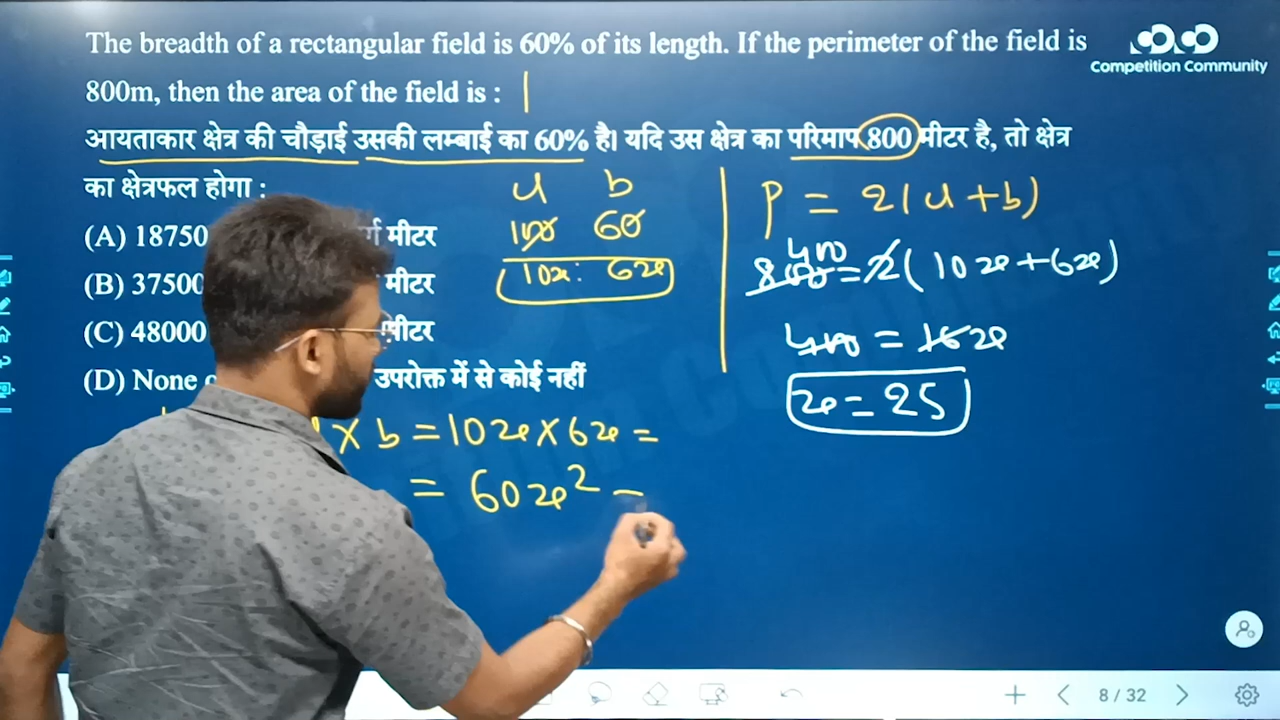 The breadth of a rectangular field is 60% of its length. If the perimeter of the field is
800m, then the area of the field is :
Competition Community
आयताकार क्षेत्र की चौड़ाई उसकी लम्बाई का 60% है। यदि उस क्षेत्र का परिमाप 800 मीटर है, तो क्षेत्र
का क्षेत्रफल होगा :
(A) 18750 मीटर
(B) 37500 मीटर
(C) 48000 मीटर
(D) None उपरोक्त में से कोई नहीं
l b
100 60
10x : 6x
P = 2(l + b)
400
800 = 2(10x + 6x)
400 = 16x
x = 25
× b = 10x × 6x =
= 60x² =
8 / 32